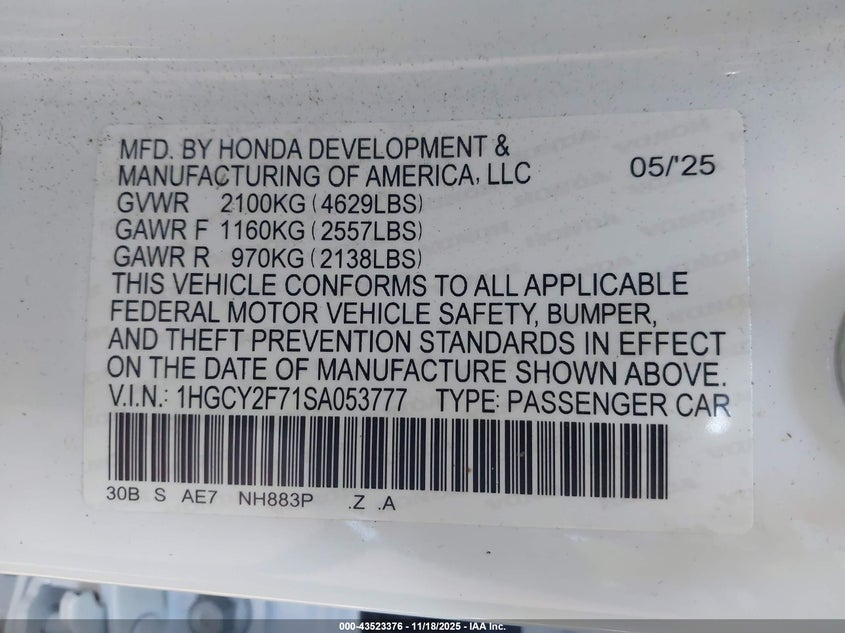 MFD. BY HONDA DEVELOPMENT &
MANUFACTURING OF AMERICA, LLC 05/'25
GVWR 2100KG (4629LBS)
GAWR F 1160KG (2557LBS)
GAWR R 970KG (2138LBS)
THIS VEHICLE CONFORMS TO ALL APPLICABLE
FEDERAL MOTOR VEHICLE SAFETY, BUMPER,
AND THEFT PREVENTION STANDARDS IN EFFECT
ON THE DATE OF MANUFACTURE SHOWN ABOVE.
V.I.N.: 1HGCY2F71SA053777 TYPE: PASSENGER CAR
30B S AE7 NH883P .Z .A
000-43523376 - 11/18/2025 - IAA Inc.